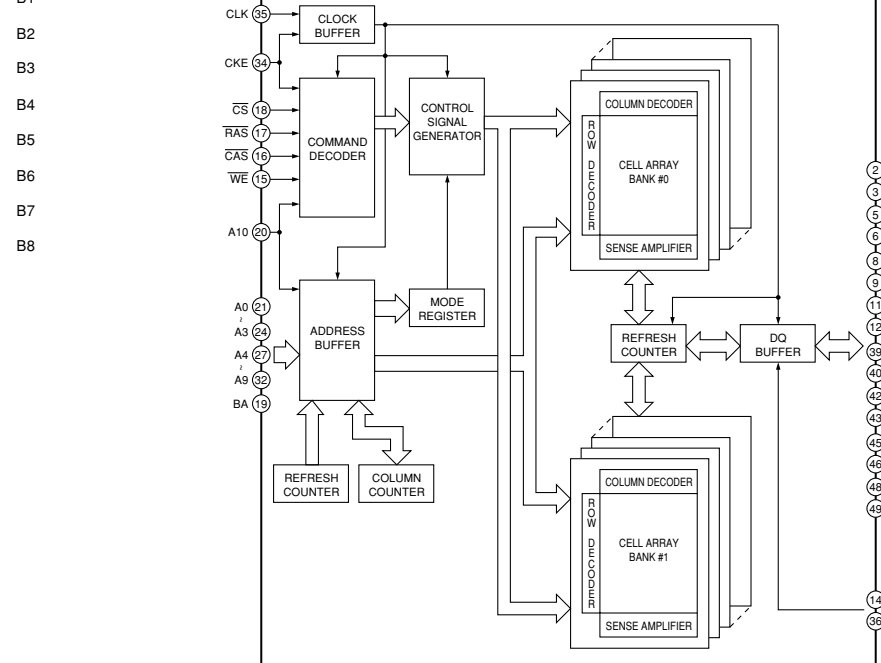 B1
B2
B3
B4
B5
B6
B7
B8
CLK 35
CKE 34
CS 18
RAS 17
CAS 16
WE 15
A10 20
A0 21
~
A3 24
A4 27
~
A9 32
BA 19
CLOCK
BUFFER
COMMAND
DECODER
CONTROL
SIGNAL
GENERATOR
ADDRESS
BUFFER
MODE
REGISTER
REFRESH
COUNTER
COLUMN
COUNTER
COLUMN DECODER
ROW DECODER
CELL ARRAY
BANK #0
SENSE AMPLIFIER
REFRESH
COUNTER
DQ
BUFFER
COLUMN DECODER
ROW DECODER
CELL ARRAY
BANK #1
SENSE AMPLIFIER
2
3
5
6
8
9
11
12
39
40
42
43
45
46
48
49
14
36